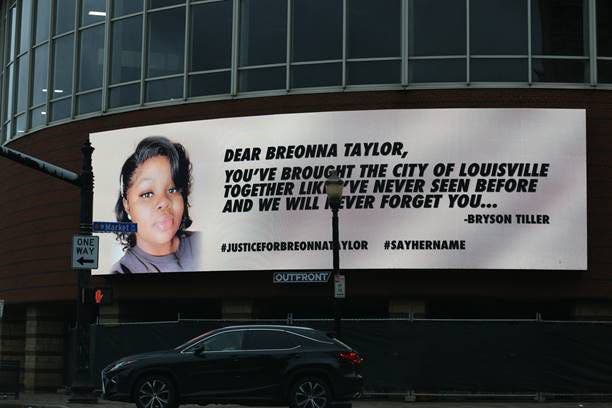 DEAR BREONNA TAYLOR,
YOU'VE BROUGHT THE CITY OF LOUISVILLE
TOGETHER LIKE I'VE NEVER SEEN BEFORE
AND WE WILL NEVER FORGET YOU...
-BRYSON TILLER
#JUSTICEFORBREONNATAYLOR #SAYHERNAME
Market
ONE
WAY
OUTFRONT